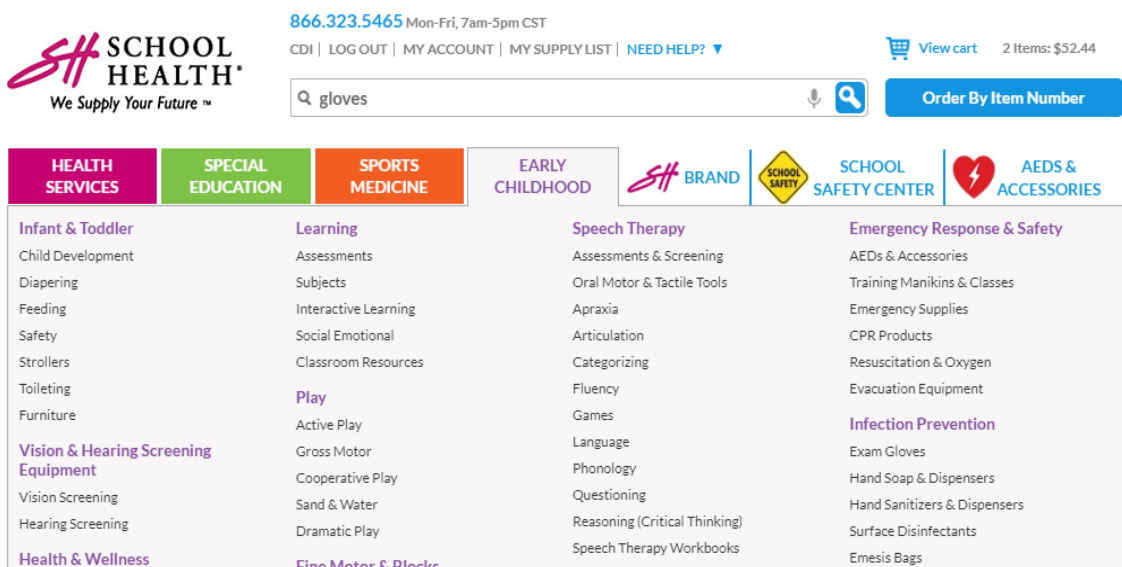 866.323.5465 Mon-Fri, 7am-5pm CST
CDI | LOG OUT | MY ACCOUNT | MY SUPPLY LIST | NEED HELP? ▼
View cart 2 Items: $52.44
SCHOOL
HEALTH®
We Supply Your Future ™
gloves
Order By Item Number
HEALTH
SERVICES
SPECIAL
EDUCATION
SPORTS
MEDICINE
EARLY
CHILDHOOD
SH BRAND
SCHOOL
SAFETY
SCHOOL
SAFETY CENTER
AEDS &
ACCESSORIES
Infant & Toddler
Child Development
Diapering
Feeding
Safety
Strollers
Toileting
Furniture
Vision & Hearing Screening
Equipment
Vision Screening
Hearing Screening
Health & Wellness
Learning
Assessments
Subjects
Interactive Learning
Social Emotional
Classroom Resources
Play
Active Play
Gross Motor
Cooperative Play
Sand & Water
Dramatic Play
Fine Motor & Blocks
Speech Therapy
Assessments & Screening
Oral Motor & Tactile Tools
Apraxia
Articulation
Categorizing
Fluency
Games
Language
Phonology
Questioning
Reasoning (Critical Thinking)
Speech Therapy Workbooks
Emergency Response & Safety
AEDs & Accessories
Training Manikins & Classes
Emergency Supplies
CPR Products
Resuscitation & Oxygen
Evacuation Equipment
Infection Prevention
Exam Gloves
Hand Soap & Dispensers
Hand Sanitizers & Dispensers
Surface Disinfectants
Emesis Bags